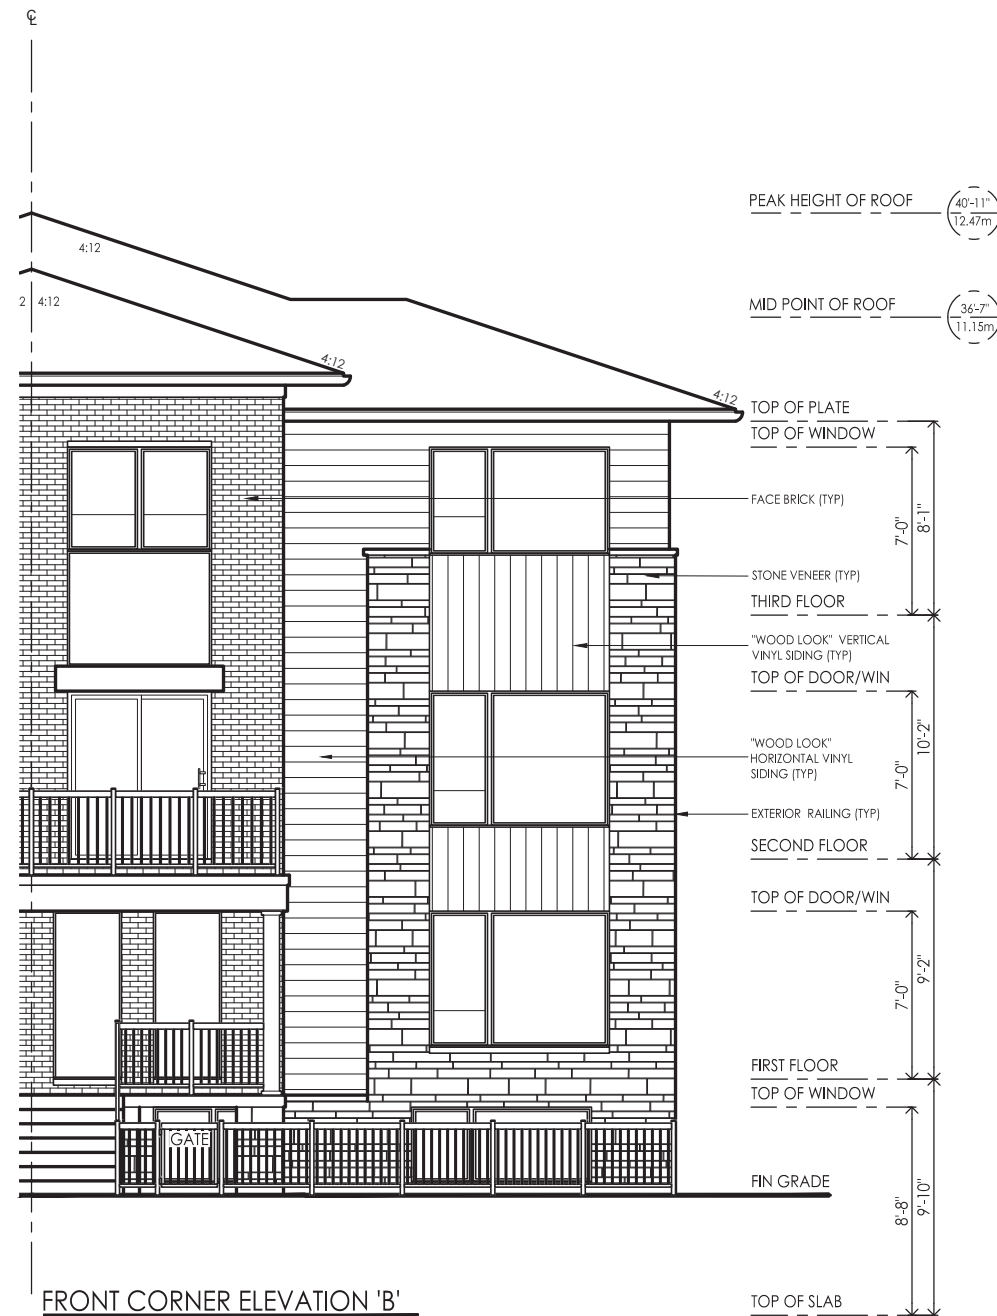 ℄
PEAK HEIGHT OF ROOF
40'-11"
12.47m
4:12
MID POINT OF ROOF
36'-7"
11.15m
2
4:12
4:12
4:12
TOP OF PLATE
TOP OF WINDOW
FACE BRICK (TYP)
7'-0"
8'-1"
STONE VENEER (TYP)
THIRD FLOOR
"WOOD LOOK" VERTICAL
VINYL SIDING (TYP)
TOP OF DOOR/WIN
"WOOD LOOK"
HORIZONTAL VINYL
SIDING (TYP)
7'-0"
10'-2"
EXTERIOR RAILING (TYP)
SECOND FLOOR
TOP OF DOOR/WIN
7'-0"
9'-2"
FIRST FLOOR
TOP OF WINDOW
GATE
FIN GRADE
8'-8"
9'-10"
FRONT CORNER ELEVATION 'B'
TOP OF SLAB